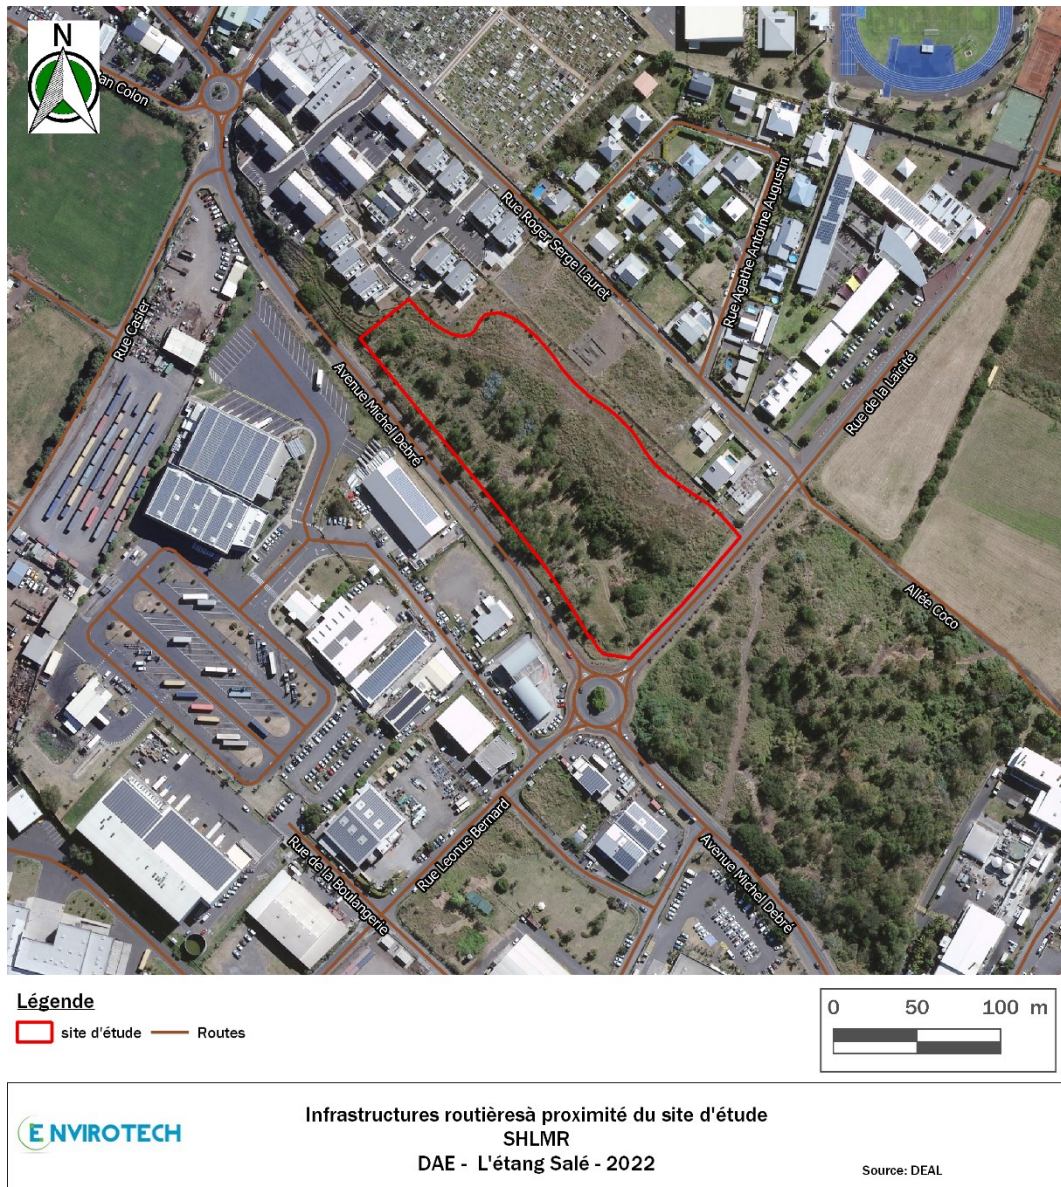 N
an Colon
Rue Roger Serge Lauret
Rue Agathe Antoine Augustin
Rue Casier
Avenue Michel Debré
Rue de la Laïcité
Allée Coco
Rue Leonus Bernard
Rue de la Boulangerie
Avenue Michel Debré
Légende
site d'étude
Routes
0 50 100 m
E NVIROTECH
Infrastructures routièresà proximité du site d'étude
SHLMR
DAE - L'étang Salé - 2022
Source: DEAL